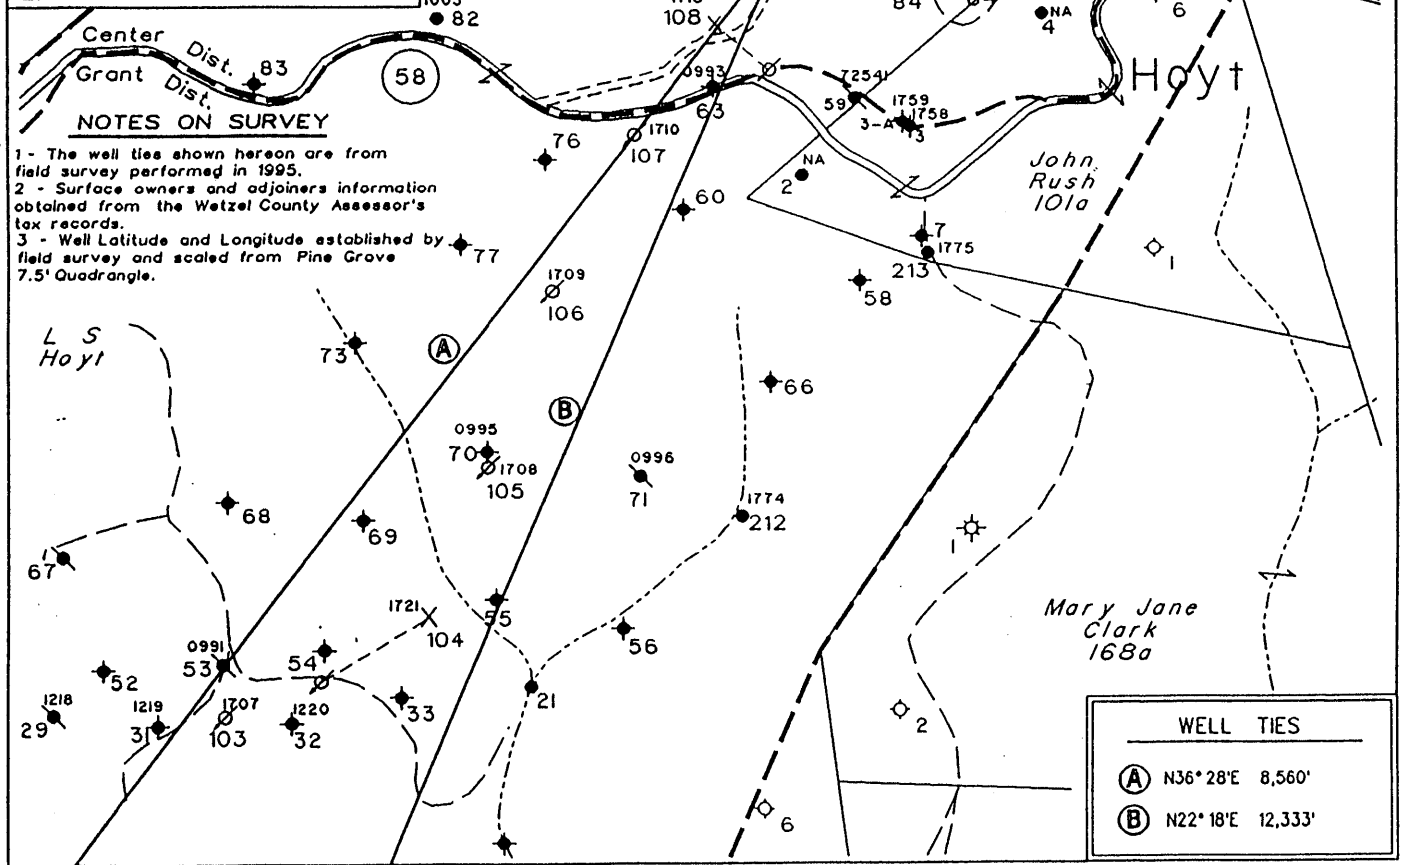 82
108
84
NA
4
6
Center
Dist.
83
Grant
Dist.
58
0993
63
72541
59
1759
1758
3-A
3
Hoyt
NOTES ON SURVEY
1 - The well ties shown hereon are from
field survey performed in 1995.
2 - Surface owners and adjoiners information
obtained from the Wetzel County Assessor's
tax records.
3 - Well Latitude and Longitude established by
field survey and scaled from Pine Grove
7.5' Quadrangle.
76
1710
107
NA
2
John
Rush
101a
60
77
7
1775
213
1
1709
106
58
L S
Hoyt
73
A
66
B
0995
70
1708
105
0996
71
1774
212
68
69
1
67
1721
104
55
56
Mary Jane
Clark
168a
0991
53
54
52
21
33
1218
29
1219
31
1707
103
1220
32
2
6
WELL TIES
A N36°28'E 8,560'
B N22°18'E 12,333'